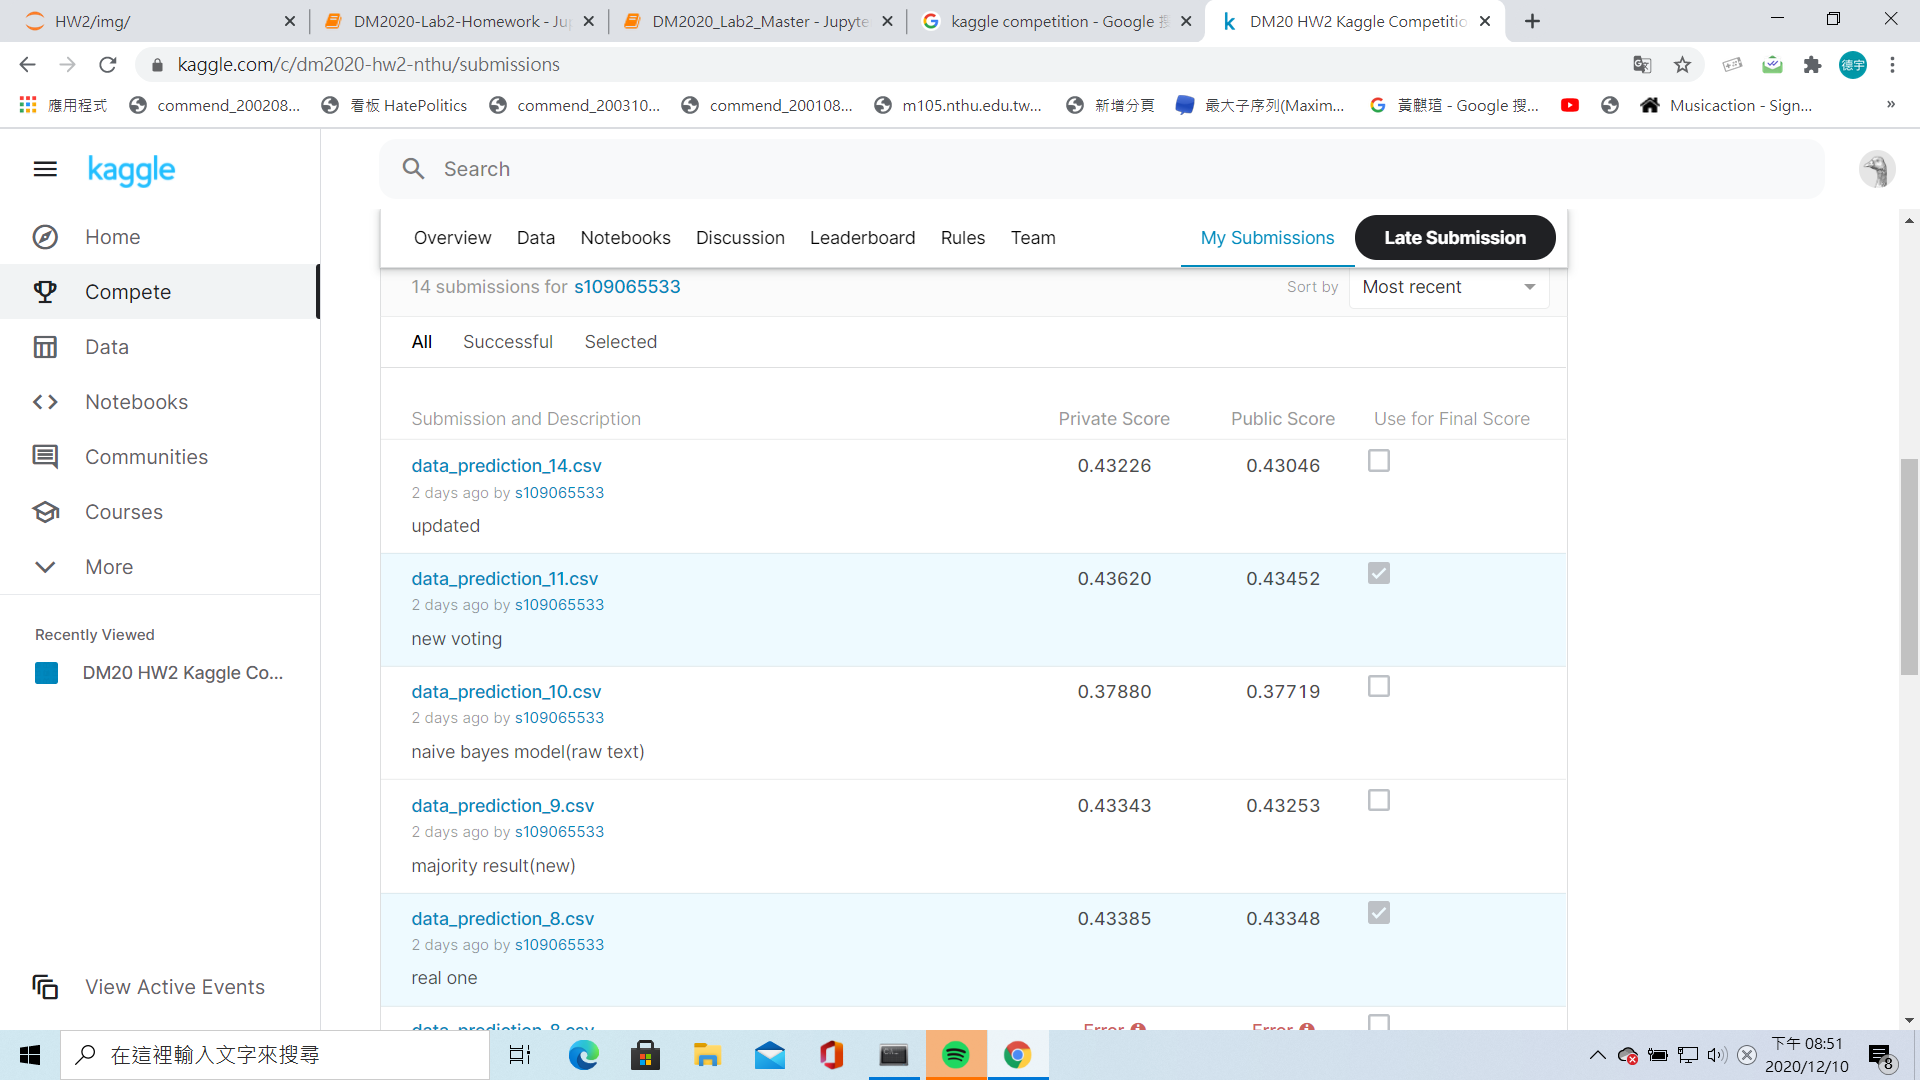 HW2/img/
DM2020-Lab2-Homework - Ju
DM2020_Lab2_Master - Jupyte
kaggle competition - Google 搜
DM20 HW2 Kaggle Competitio
kaggle.com/c/dm2020-hw2-nthu/submissions
德宇
應用程式
commend_200208...
看板 HatePolitics
commend_200310...
commend_200108...
m105.nthu.edu.tw...
新增分頁
最大子序列(Maxim...
黃麒瑄 - Google 搜...
Musicaction - Sign...
»
kaggle
Search
Home
Compete
Data
Notebooks
Communities
Courses
More
Recently Viewed
DM20 HW2 Kaggle Co...
View Active Events
Overview Data Notebooks Discussion Leaderboard Rules Team My Submissions Late Submission
14 submissions for s109065533 Sort by Most recent
All Successful Selected
Submission and Description Private Score Public Score Use for Final Score
data_prediction_14.csv 0.43226 0.43046
2 days ago by s109065533
updated
data_prediction_11.csv 0.43620 0.43452
2 days ago by s109065533
new voting
data_prediction_10.csv 0.37880 0.37719
2 days ago by s109065533
naive bayes model(raw text)
data_prediction_9.csv 0.43343 0.43253
2 days ago by s109065533
majority result(new)
data_prediction_8.csv 0.43385 0.43348
2 days ago by s109065533
real one
data_prediction_8.csv Error Error
在這裡輸入文字來搜尋
下午 08:51
2020/12/10
8